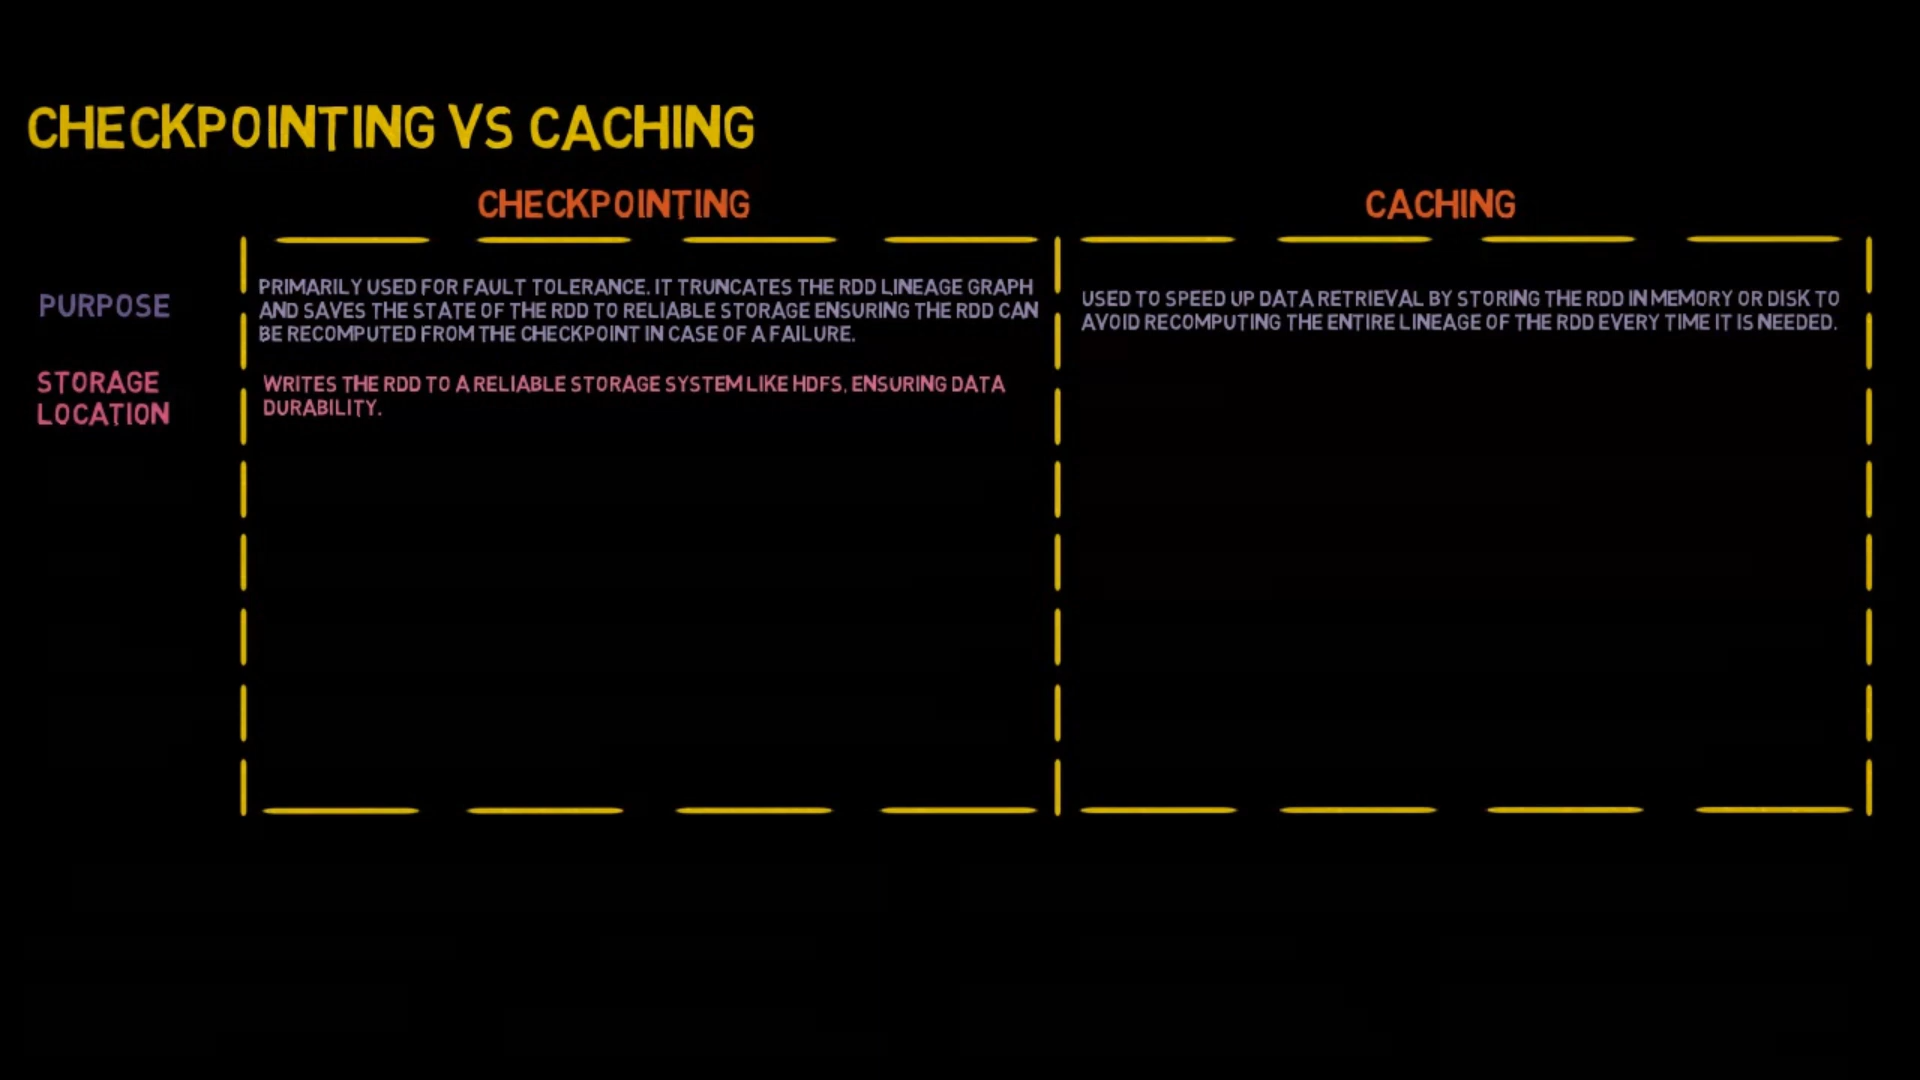 CHECKPOINTING VS CACHING
CHECKPOINTING
CACHING
PURPOSE
PRIMARILY USED FOR FAULT TOLERANCE. IT TRUNCATES THE RDD LINEAGE GRAPH
AND SAVES THE STATE OF THE RDD TO RELIABLE STORAGE ENSURING THE RDD CAN
BE RECOMPUTED FROM THE CHECKPOINT IN CASE OF A FAILURE.
USED TO SPEED UP DATA RETRIEVAL BY STORING THE RDD IN MEMORY OR DISK TO
AVOID RECOMPUTING THE ENTIRE LINEAGE OF THE RDD EVERY TIME IT IS NEEDED.
STORAGE
LOCATION
WRITES THE RDD TO A RELIABLE STORAGE SYSTEM LIKE HDFS, ENSURING DATA
DURABILITY.